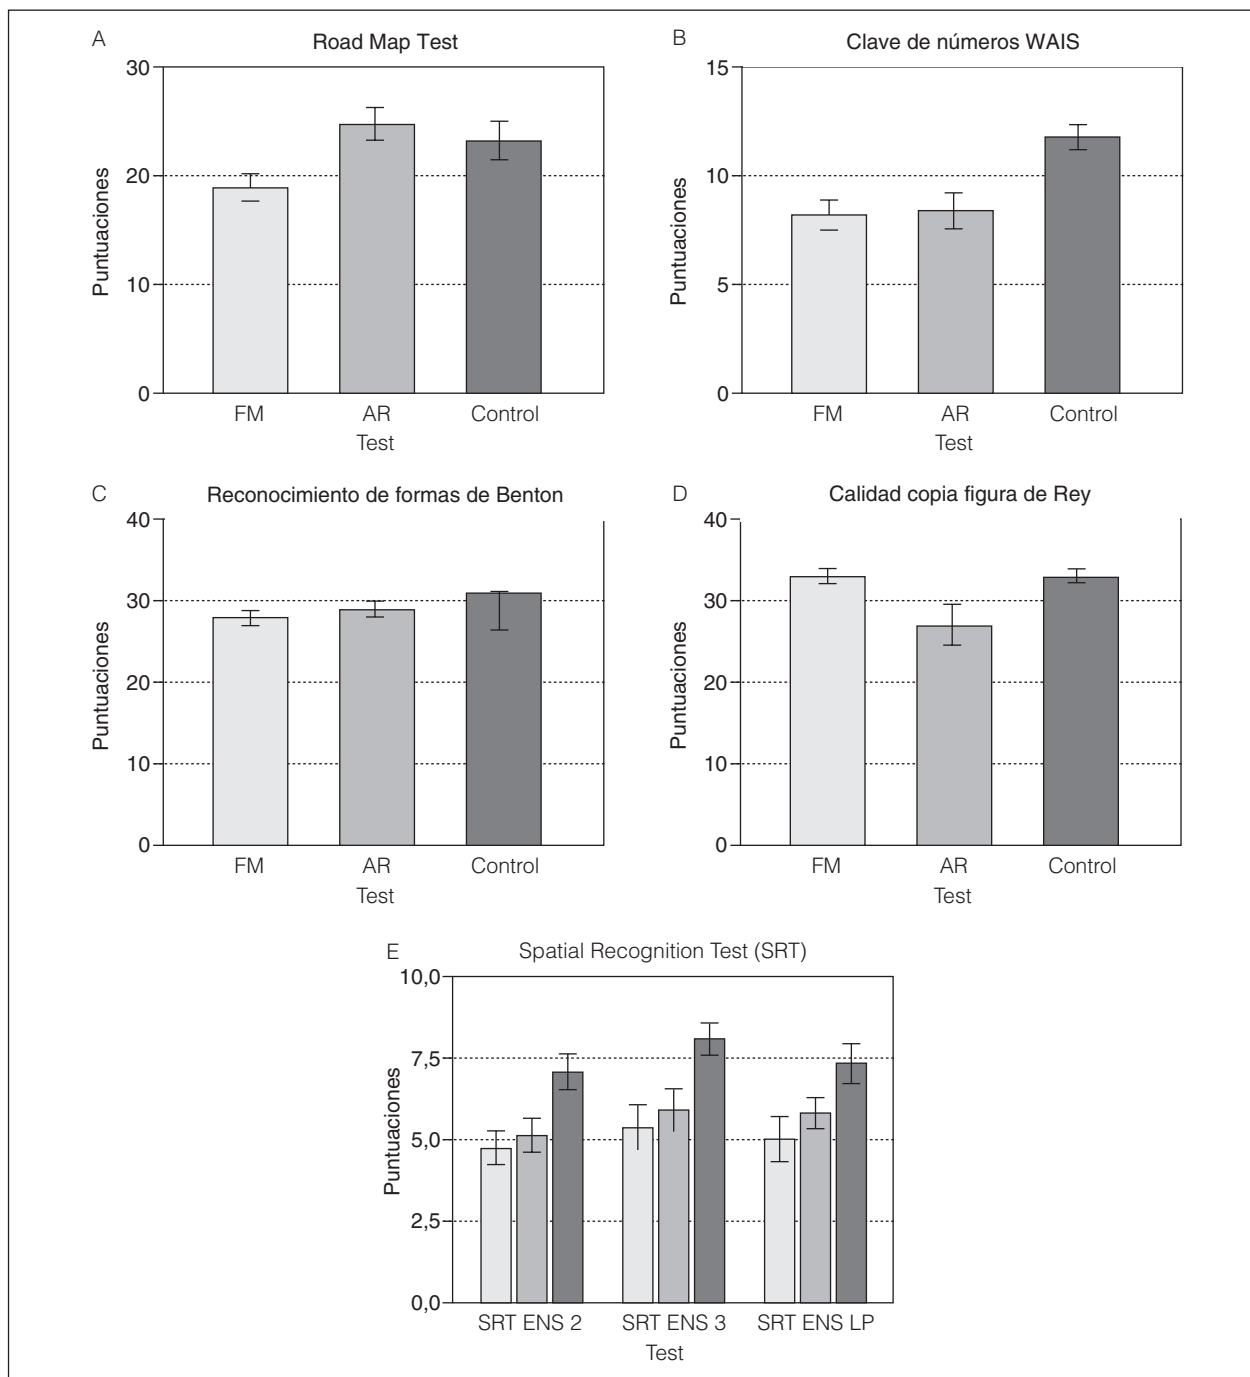 A
Road Map Test
Puntuaciones
30
20
10
0
FM
AR
Control
Test
B
Clave de números WAIS
Puntuaciones
15
10
5
0
FM
AR
Control
Test
C
Reconocimiento de formas de Benton
Puntuaciones
40
30
20
10
0
FM
AR
Control
Test
D
Calidad copia figura de Rey
Puntuaciones
40
30
20
10
0
FM
AR
Control
Test
E
Spatial Recognition Test (SRT)
Puntuaciones
10,0
7,5
5,0
2,5
0,0
SRT ENS 2
SRT ENS 3
SRT ENS LP
Test